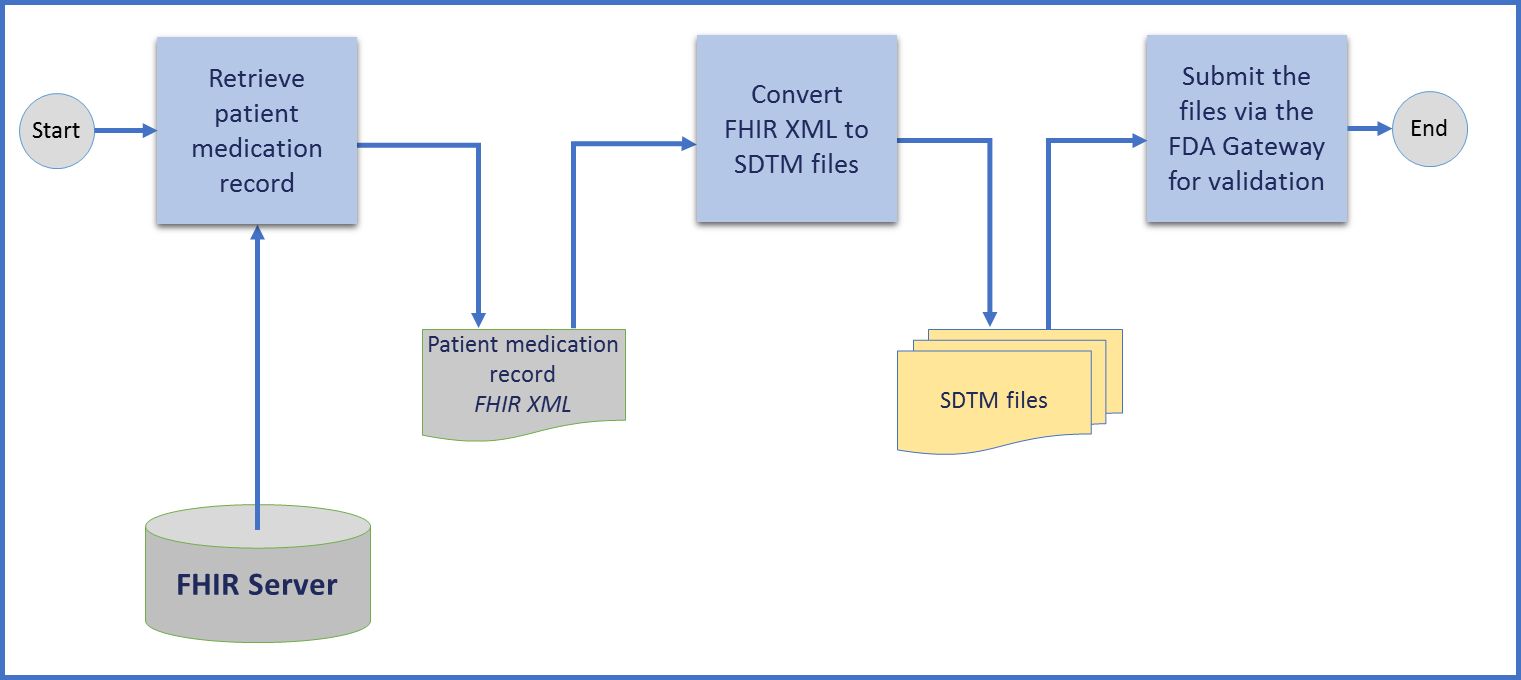 Start
Retrieve
patient
medication
record
Convert
FHIR XML to
SDTM files
Submit the
files via the
FDA Gateway
for validation
End
Patient medication
record
FHIR XML
SDTM files
FHIR Server